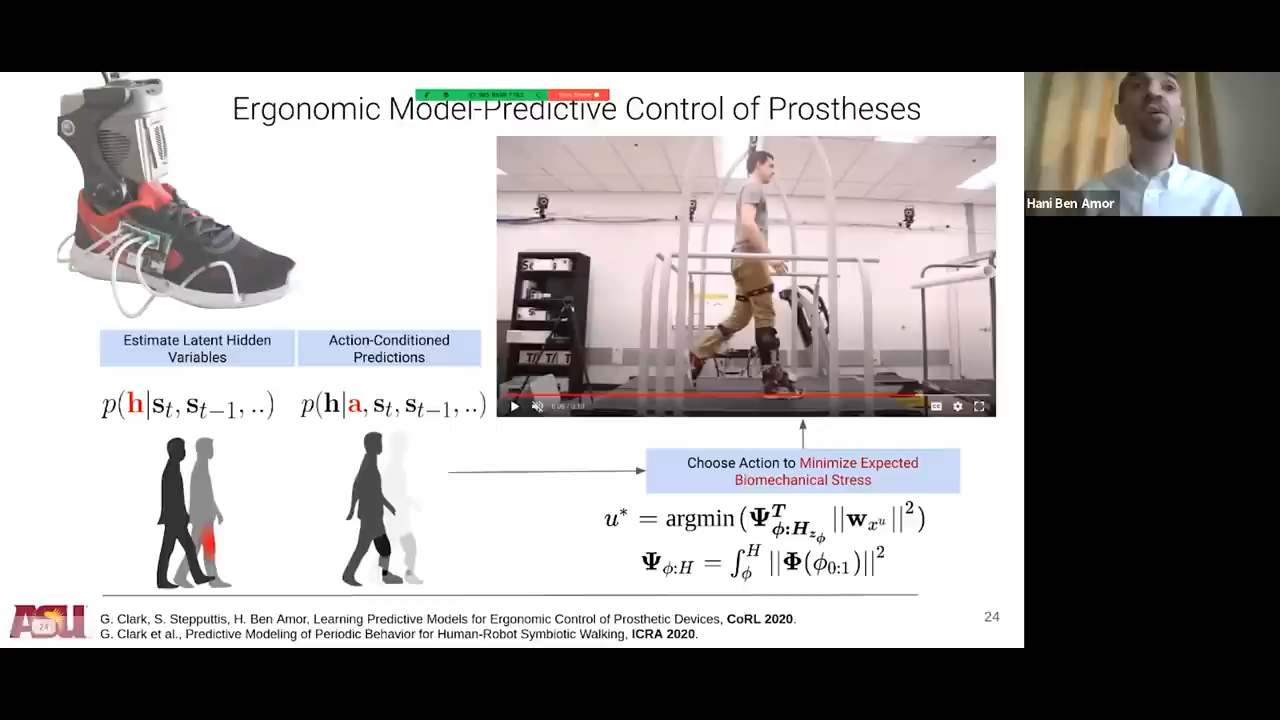 Ergonomic Model-Predictive Control of Prostheses
Hani Ben Amor
Estimate Latent Hidden
Variables
Action-Conditioned
Predictions
p(h|s_t, s_{t−1}, ..)
p(h|a, s_t, s_{t−1}, ..)
Choose Action to Minimize Expected
Biomechanical Stress
u* = argmin(Ψ^T_{ϕ:H_{z_ϕ}} ||w_{x^u}||^2)
Ψ_{ϕ:H} = ∫_ϕ^H ||Φ(ϕ_{0:1})||^2
ASU
24
G. Clark, S. Stepputtis, H. Ben Amor, Learning Predictive Models for Ergonomic Control of Prosthetic Devices, CoRL 2020.
G. Clark et al., Predictive Modeling of Periodic Behavior for Human-Robot Symbiotic Walking, ICRA 2020.
24